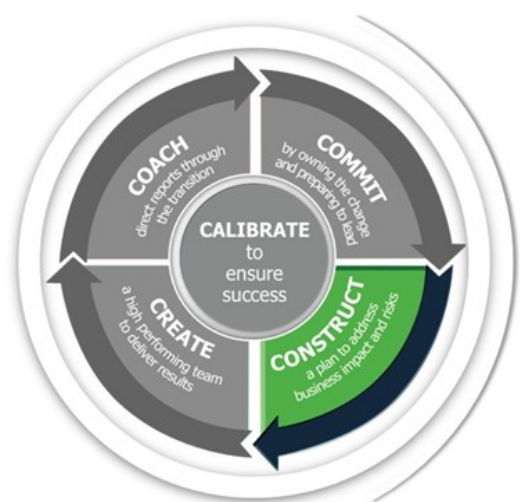 COACH
direct reports through
the transition
COMMIT
by owning the change
and preparing to lead
CALIBRATE
to
ensure
success
CREATE
a high performing team
to deliver results
CONSTRUCT
a plan to address
business impact and risks